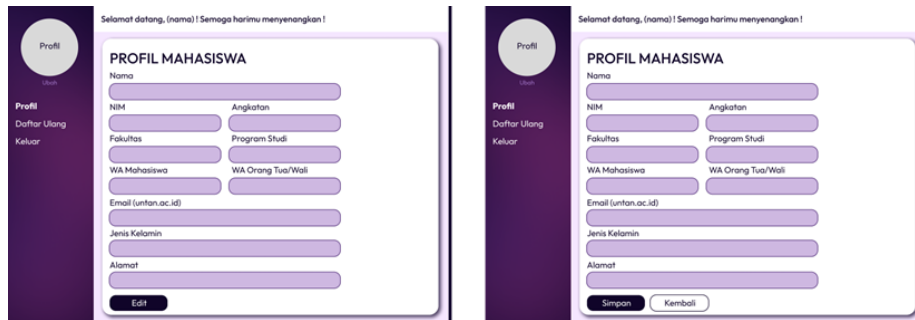 Selamat datang, (nama) ! Semoga harimu menyenangkan !
Profil
Ubah
Profil
Daftar Ulang
Keluar
PROFIL MAHASISWA
Nama
NIM Angkatan
Fakultas Program Studi
WA Mahasiswa WA Orang Tua/Wali
Email (untan.ac.id)
Jenis Kelamin
Alamat
Edit
Selamat datang, (nama) ! Semoga harimu menyenangkan !
Profil
Ubah
Profil
Daftar Ulang
Keluar
PROFIL MAHASISWA
Nama
NIM Angkatan
Fakultas Program Studi
WA Mahasiswa WA Orang Tua/Wali
Email (untan.ac.id)
Jenis Kelamin
Alamat
Simpan Kembali